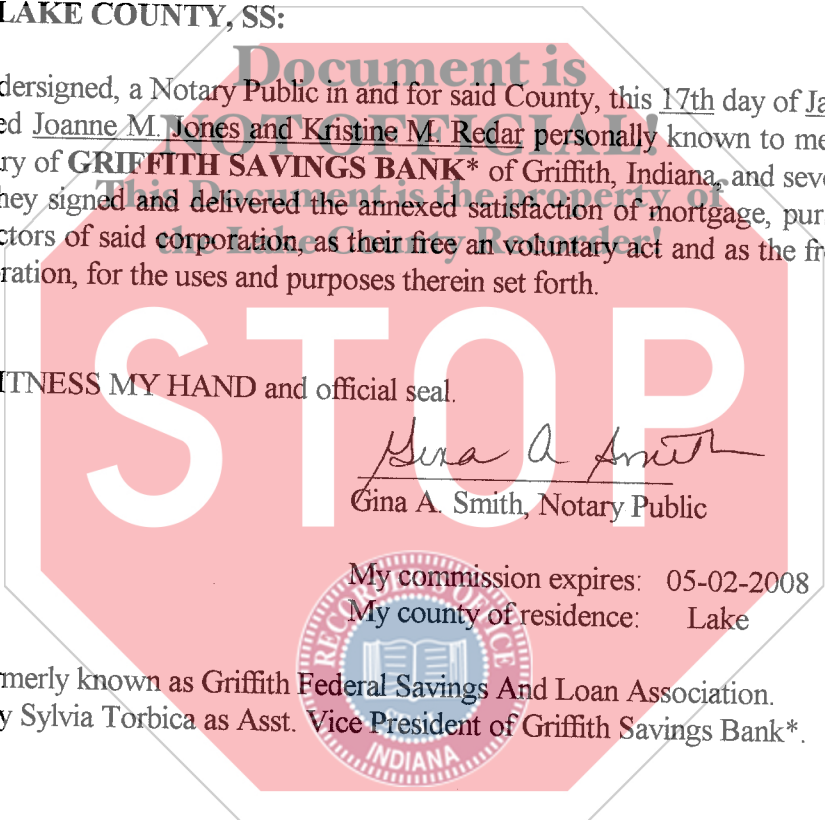 LAKE COUNTY, SS:
Document is
dersigned, a Notary Public in and for said County, this 17th day of Ja
NOT OFFICIAL!
ed Joanne M. Jones and Kristine M. Redar personally known to me
ry of GRIFFITH SAVINGS BANK* of Griffith, Indiana, and seve
This Document is the property of
hey signed and delivered the annexed satisfaction of mortgage, pur
the Lake County Recorder!
ctors of said corporation, as their free an voluntary act and as the fr
ration, for the uses and purposes therein set forth.
STOP
ITNESS MY HAND and official seal.
Gina A Smith
Gina A. Smith, Notary Public
My commission expires: 05-02-2008
My county of residence: Lake
RECORDER'S OFFICE
INDIANA
merly known as Griffith Federal Savings And Loan Association.
y Sylvia Torbica as Asst. Vice President of Griffith Savings Bank*.